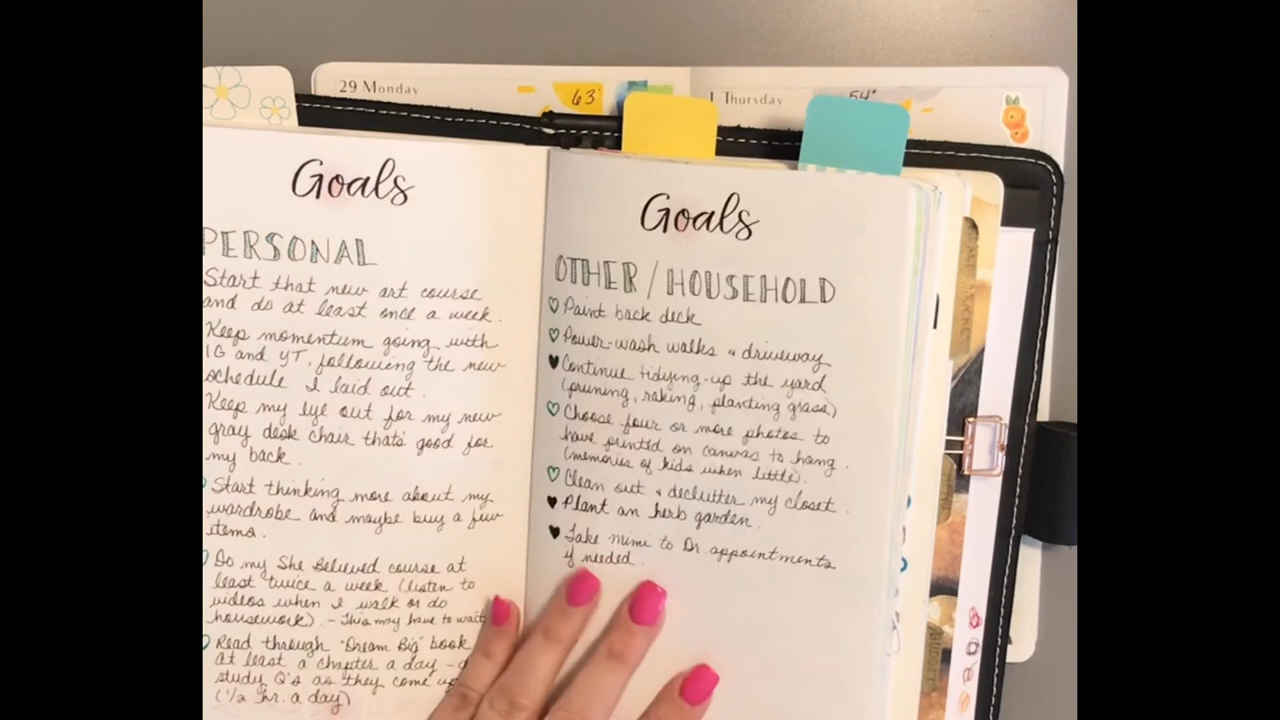 29 Monday
63°
1 Thursday
54°
Goals
PERSONAL
Start that new art course
and do at least once a week.
Keep momentum going with
IG and YT, following the new
schedule I laid out.
Keep my eye out for my new
gray desk chair that's good for
my back.
Start thinking more about my
wardrobe and maybe buy a few
items.
Do my She Believed course at
least twice a week (listen to
videos when I walk or do
housework). - This may have to wait
Read through "Dream Big" book
at least a chapter a day -
study Q's as they come up
(1/2 hr. a day)
Goals
OTHER / HOUSEHOLD
Paint back deck
Power-wash walks & driveway
Continue tidying-up the yard
(pruning, raking, planting grass)
Choose four or more photos to
have printed on canvas to hang.
(memories of kids when little).
Clean out & declutter my closet.
Plant an herb garden.
Take mimi to Dr. appointments
if needed.
BUDGET